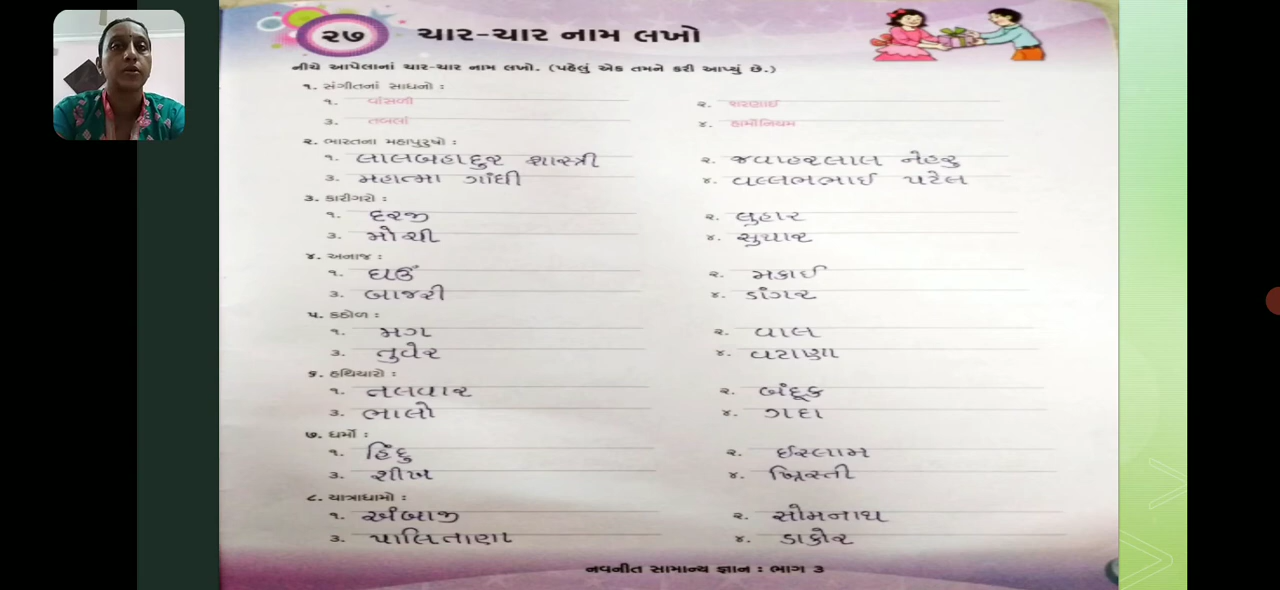 ૨૭ ચાર-ચાર નામ લખો
નીચે આપેલાનાં ચાર-ચાર નામ લખો. (પહેલું એક તમને કરી આપ્યું છે.)
૧. સંગીતનાં સાધનો :
૧. વાંસળી ૨. શરણાઈ
૩. તબલાં ૪. હાર્મોનિયમ
૨. ભારતના મહાપુરુષો :
૧. લાલબહાદુર શાસ્ત્રી ૨. જવાહરલાલ નેહરુ
૩. મહાત્મા ગાંધી ૪. વલ્લભભાઈ પટેલ
૩. કારીગરો :
૧. દરજી ૨. લુહાર
૩. મોચી ૪. સુથાર
૪. અનાજ :
૧. ઘઉં ૨. મકાઈ
૩. બાજરી ૪. ડાંગર
૫. કઠોળ :
૧. મગ ૨. વાલ
૩. તુવેર ૪. વટાણા
૬. હથિયારો :
૧. તલવાર ૨. બંદૂક
૩. ભાલો ૪. ગદા
૭. ધર્મો :
૧. હિંદુ ૨. ઈસ્લામ
૩. શીખ ૪. ખ્રિસ્તી
૮. યાત્રાધામો :
૧. અંબાજી ૨. સોમનાથ
૩. પાલિતાણા ૪. ડાકોર
નવનીત સામાન્ય જ્ઞાન : ભાગ ૩